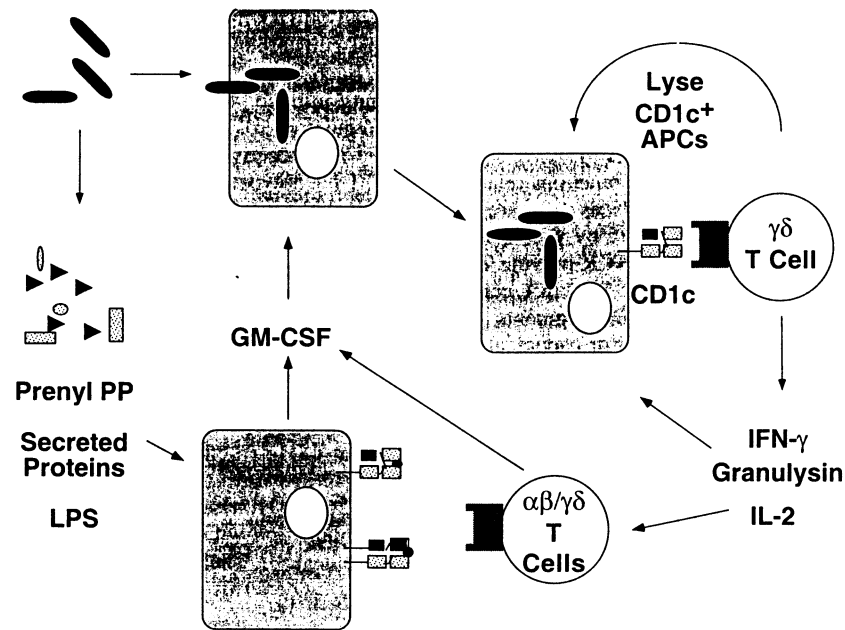 Lyse
CD1c+
APCs
γδ
T Cell
CD1c
GM-CSF
Prenyl PP
Secreted
Proteins
LPS
IFN-γ
Granulysin
IL-2
αβ/γδ
T
Cells